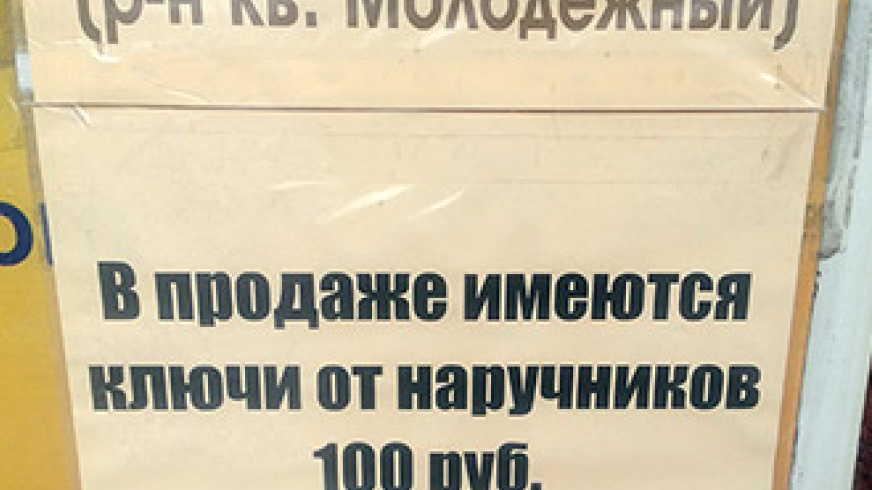 (р-н кв. Молодежный)
В продаже имеются
ключи от наручников
100 руб.